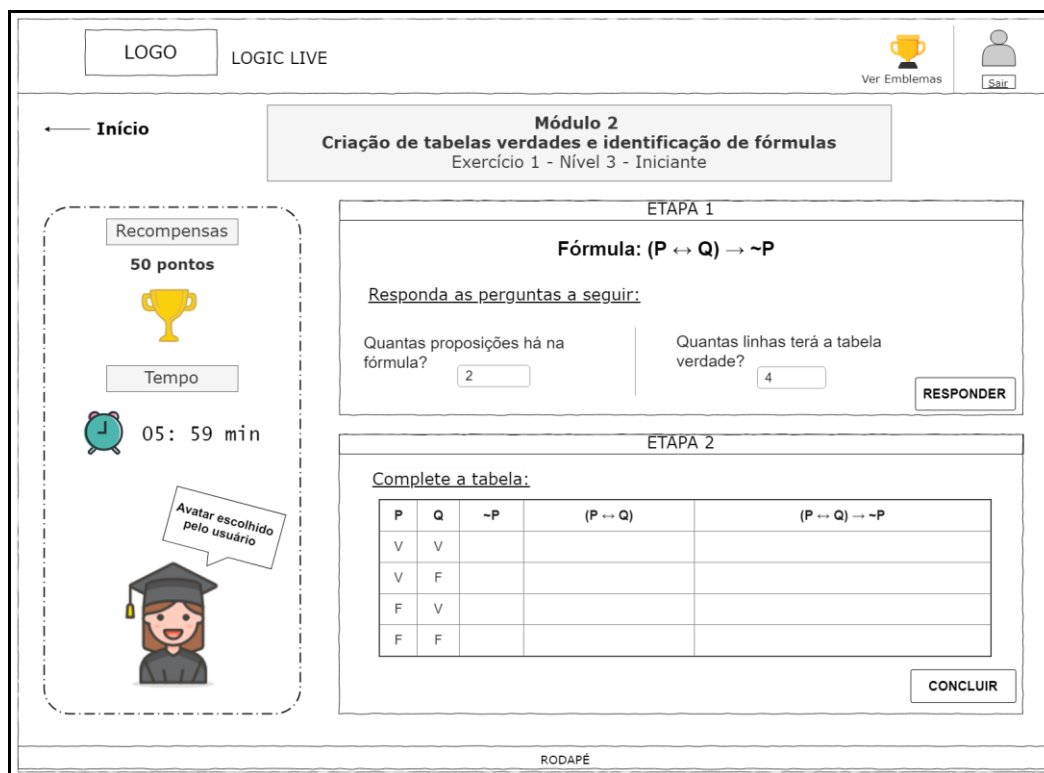 LOGO
LOGIC LIVE
Ver Emblemas
Sair
Início
Módulo 2
Criação de tabelas verdades e identificação de fórmulas
Exercício 1 - Nível 3 - Iniciante
Recompensas
50 pontos
Tempo
05: 59 min
Avatar escolhido
pelo usuário
ETAPA 1
Fórmula: (P ↔ Q) → ~P
Responda as perguntas a seguir:
Quantas proposições há na
fórmula?
2
Quantas linhas terá a tabela
verdade?
4
RESPONDER
ETAPA 2
Complete a tabela:
P Q ~P (P ↔ Q) (P ↔ Q) → ~P
V V
V F
F V
F F
CONCLUIR
RODAPÉ